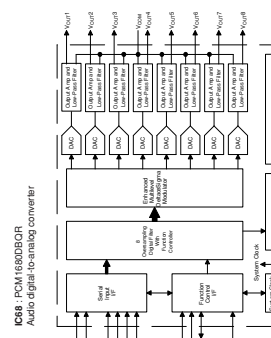 IC68 : PCM1680DBQR
Audio digital-to-analog converter
Serial
Input
I/F
Function
Control
I/F
8
Oversampling
Digital Filter
With
Function
Controller
Enhanced
Multilevel
Delta-Sigma
Modulator
DAC
DAC
DAC
DAC
DAC
DAC
DAC
DAC
Output Amp and
Low-Pass Filter
Output Amp and
Low-Pass Filter
Output Amp and
Low-Pass Filter
Output Amp and
Low-Pass Filter
Output Amp and
Low-Pass Filter
Output Amp and
Low-Pass Filter
Output Amp and
Low-Pass Filter
Output Amp and
Low-Pass Filter
VOUT1
VOUT2
VOUT3
VOUT4
VCOM
VOUT5
VOUT6
VOUT7
VOUT8
System Clock
System Clock